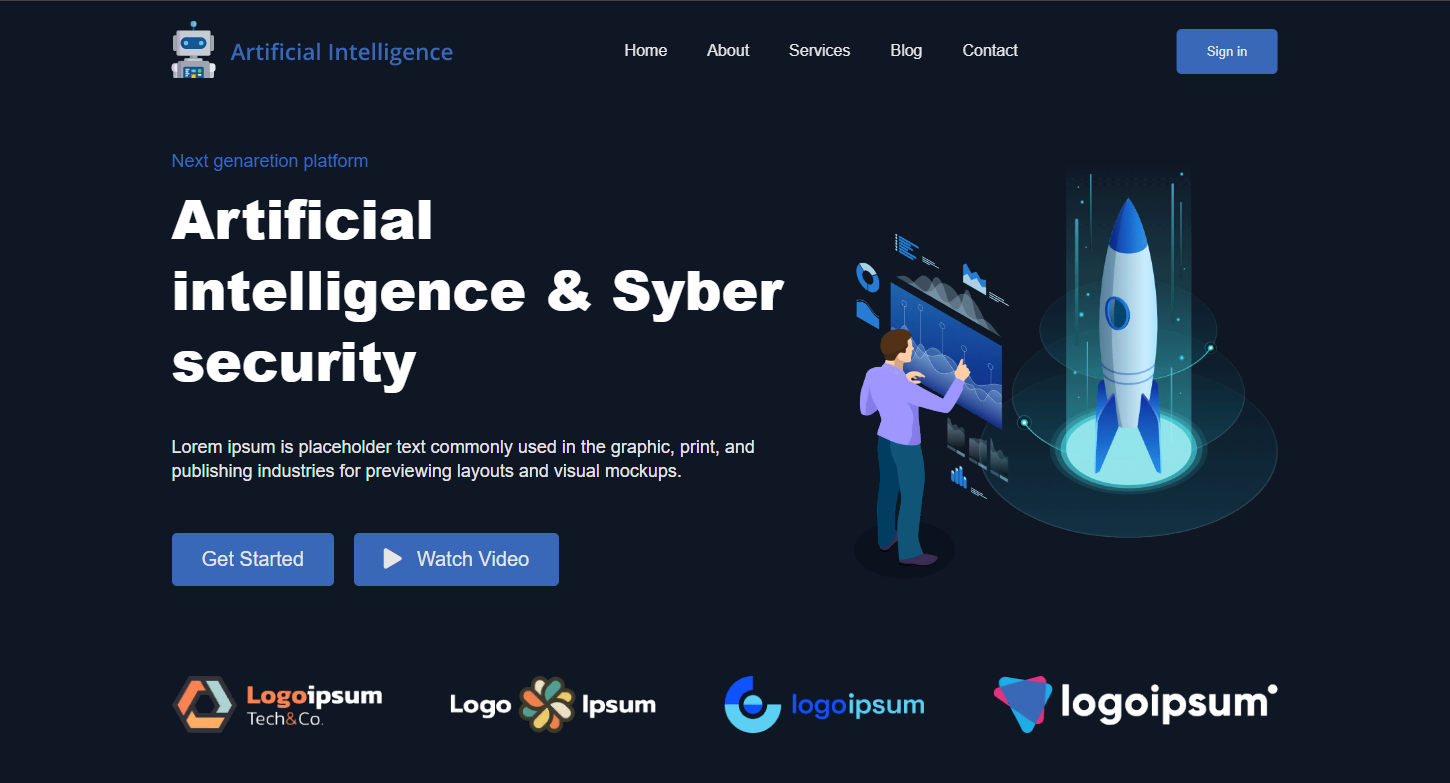 Artificial Intelligence
Home
About
Services
Blog
Contact
Sign in
Next genaretion platform
Artificial
intelligence & Syber
security
Lorem ipsum is placeholder text commonly used in the graphic, print, and
publishing industries for previewing layouts and visual mockups.
Get Started
Watch Video
Logoipsum
Tech&Co.
Logo Ipsum
logoipsum
logoipsum